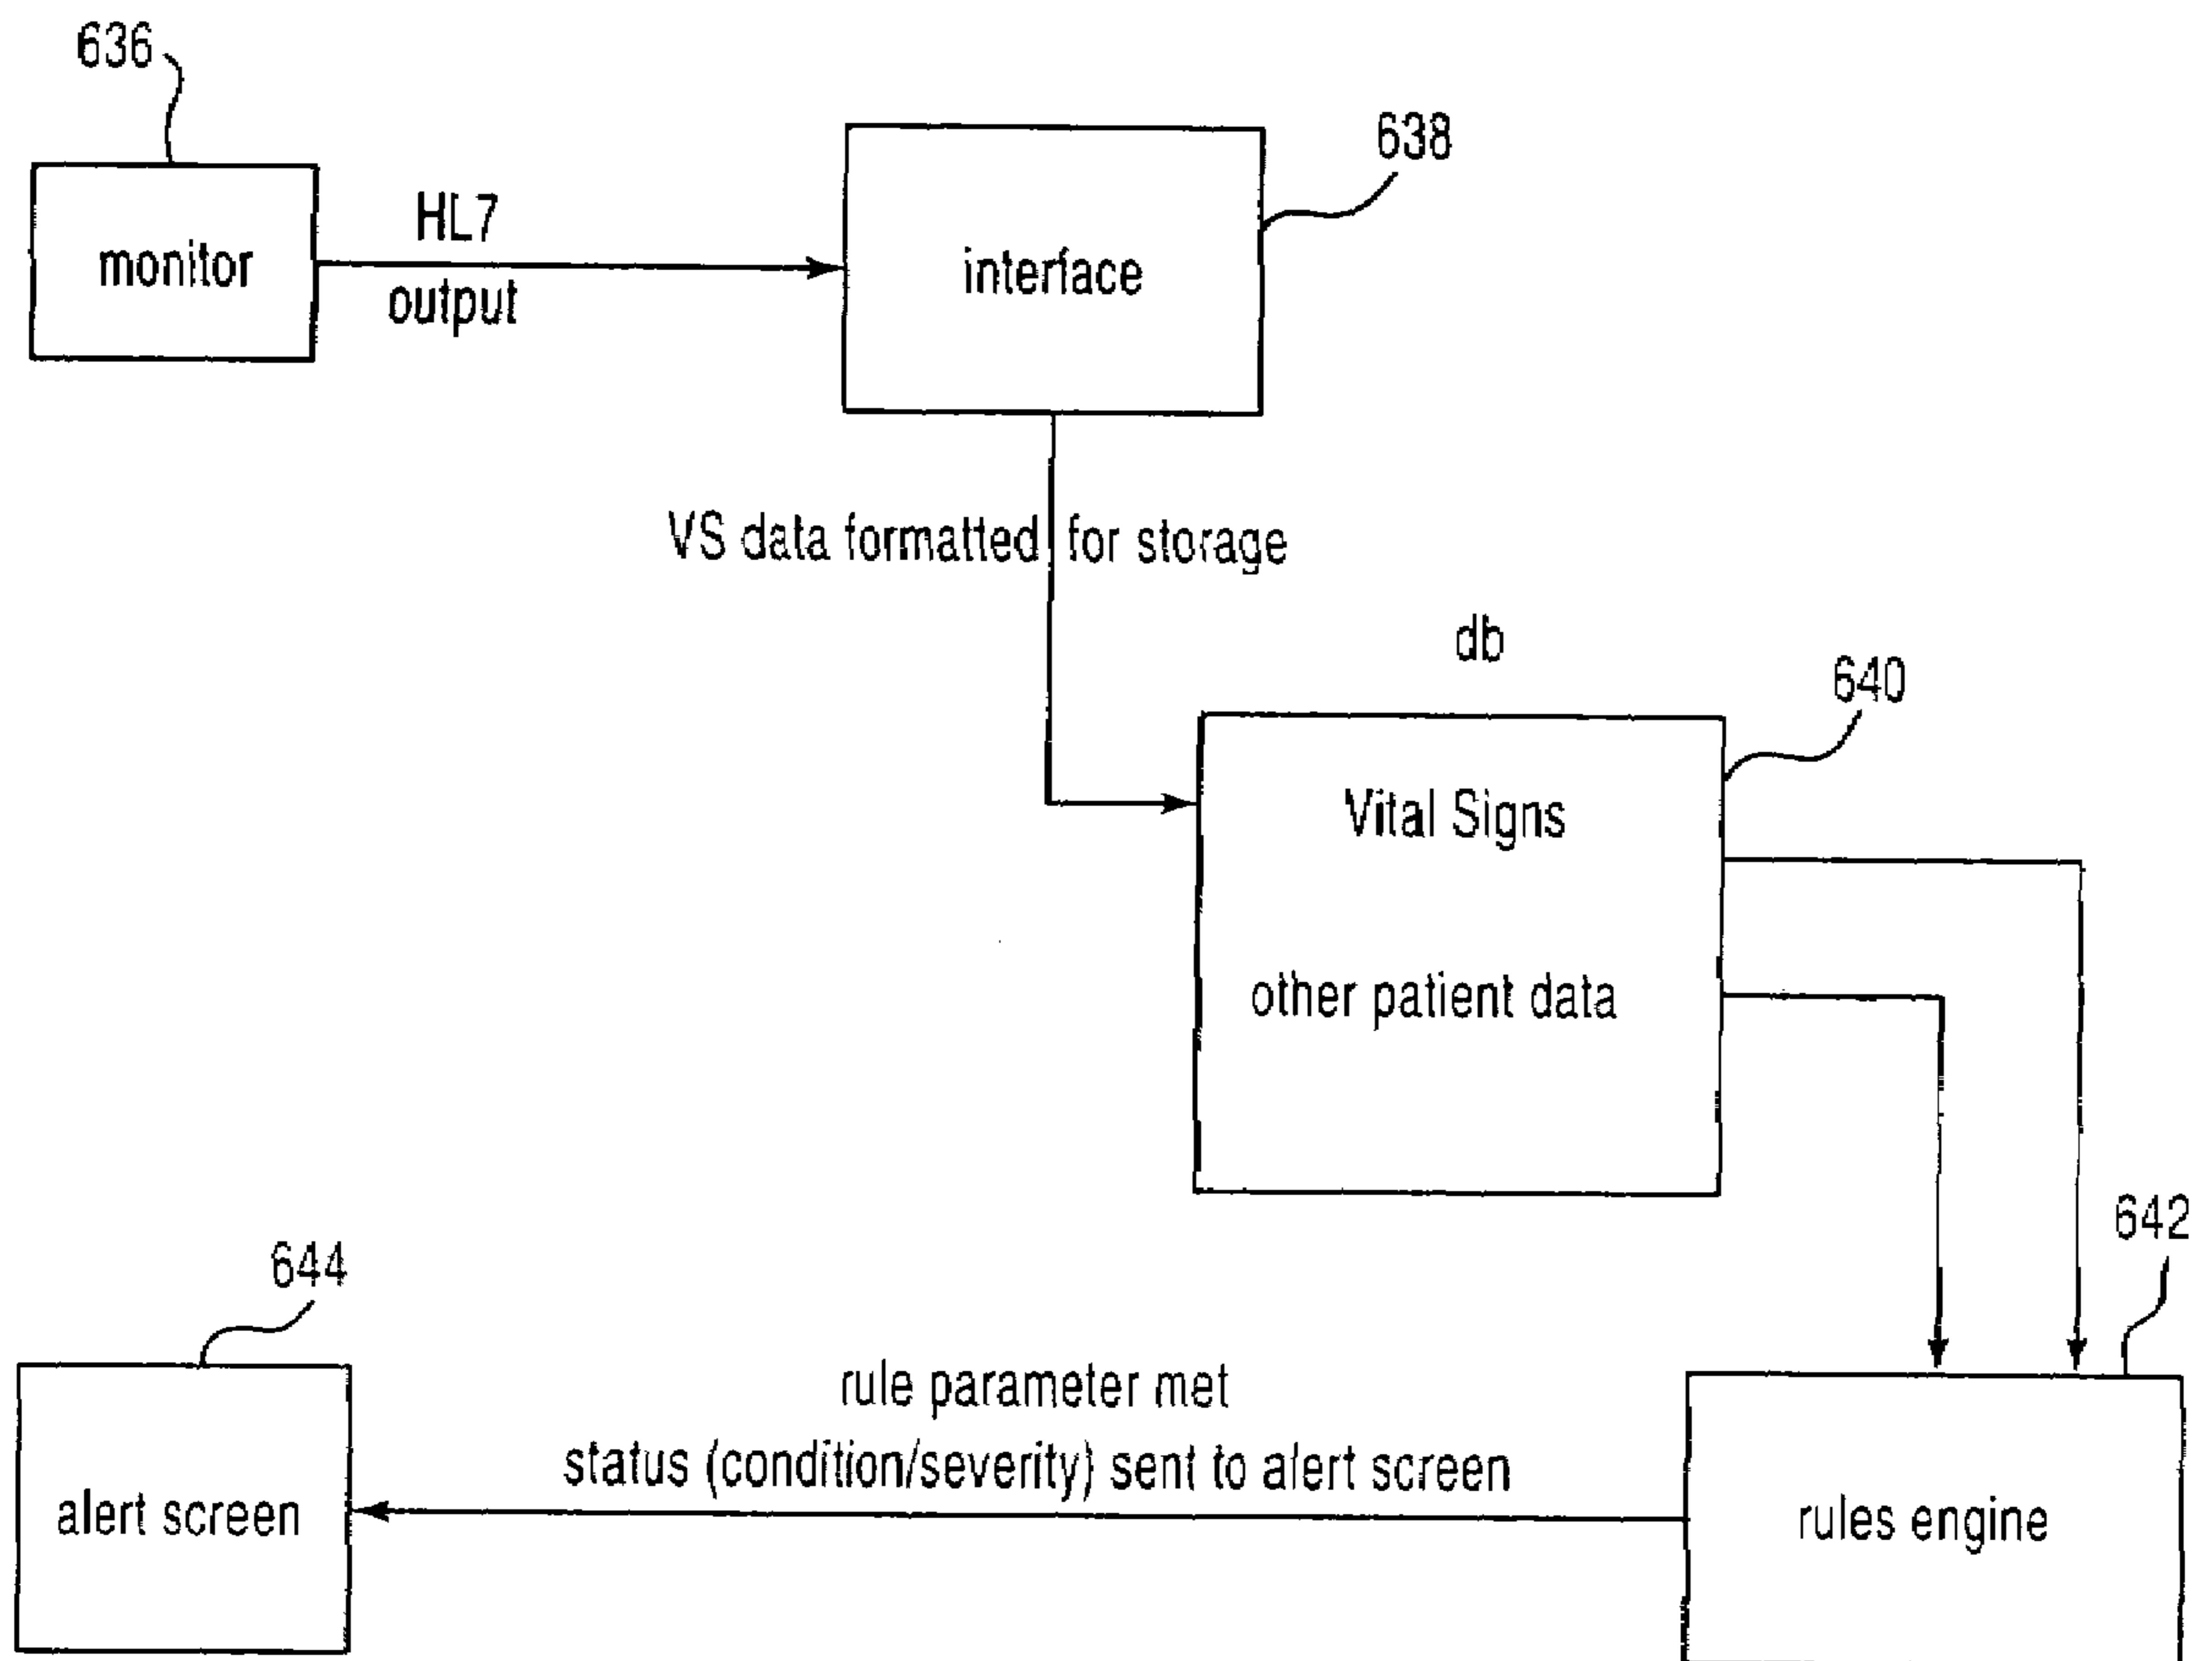 636
638
monitor
HL7
output
interface
VS data formatted for storage
db
640
Vital Signs
other patient data
642
644
rule parameter met
status (condition/severity) sent to alert screen
alert screen
rules engine